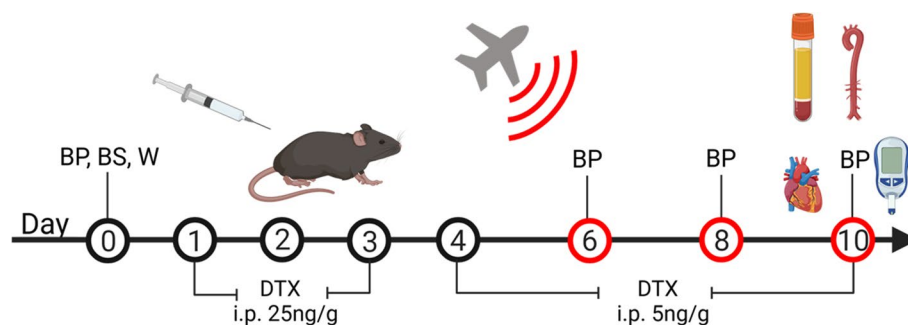 BP, BS, W
BP
BP
BP
Day
0
1
2
3
4
6
8
10
DTX
i.p. 25ng/g
DTX
i.p. 5ng/g